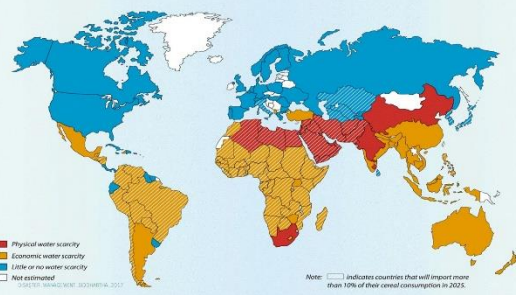 Physical water scarcity
Economic water scarcity
Little or no water scarcity
Not estimated
Note: indicates countries that will import more
than 10% of their cereal consumption in 2025.